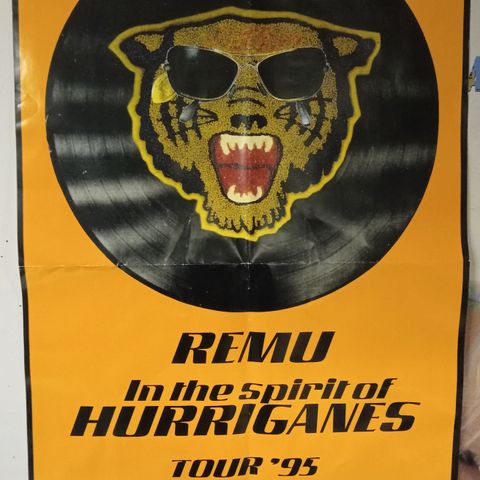 REMU
In the spirit of
HURRIGANES
TOUR '95